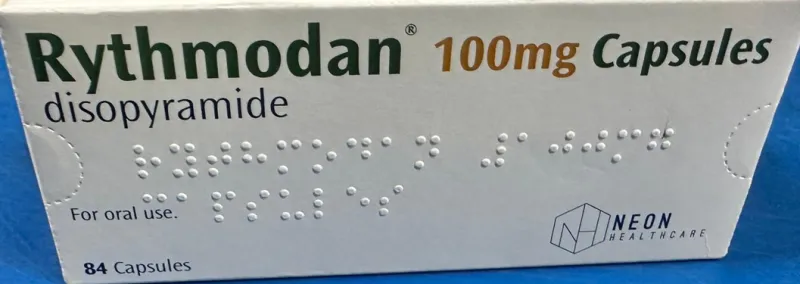 Rythmodan® 100mg Capsules
disopyramide
For oral use.
NEON
HEALTHCARE
84 Capsules